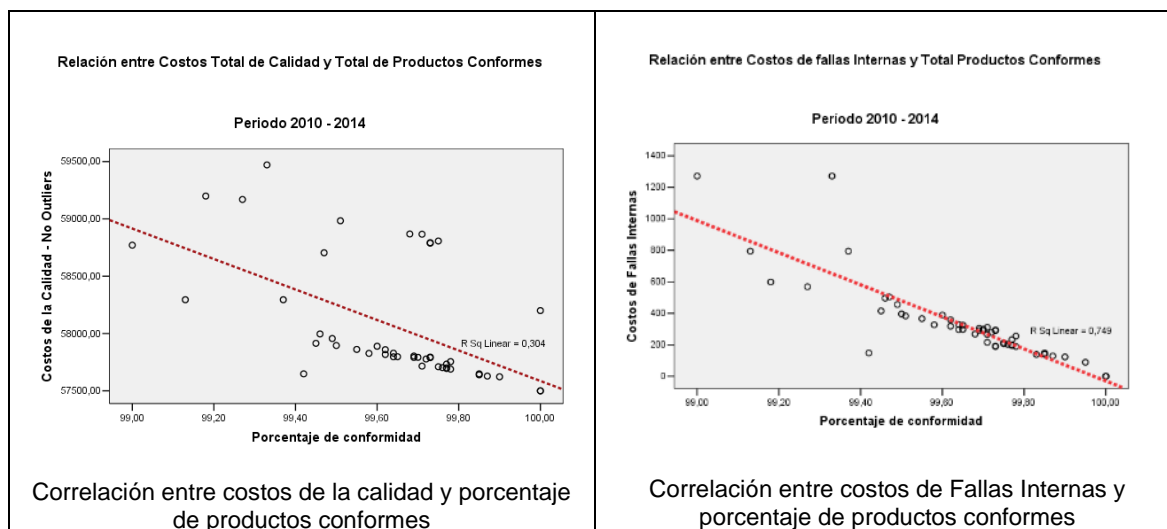 Relación entre Costos Total de Calidad y Total de Productos Conformes
Periodo 2010 - 2014
59500,00
59000,00
58500,00
58000,00
57500,00
Costos de la Calidad - No Outliers
R Sq Linear = 0,304
99,00 99,20 99,40 99,60 99,80 100,00
Porcentaje de conformidad
Correlación entre costos de la calidad y porcentaje
de productos conformes
Relación entre Costos de fallas Internas y Total Productos Conformes
Periodo 2010 - 2014
1400
1200
1000
800
600
400
200
0
Costos de Fallas Internas
R Sq Linear = 0,749
99,00 99,20 99,40 99,60 99,80 100,00
Porcentaje de conformidad
Correlación entre costos de Fallas Internas y
porcentaje de productos conformes